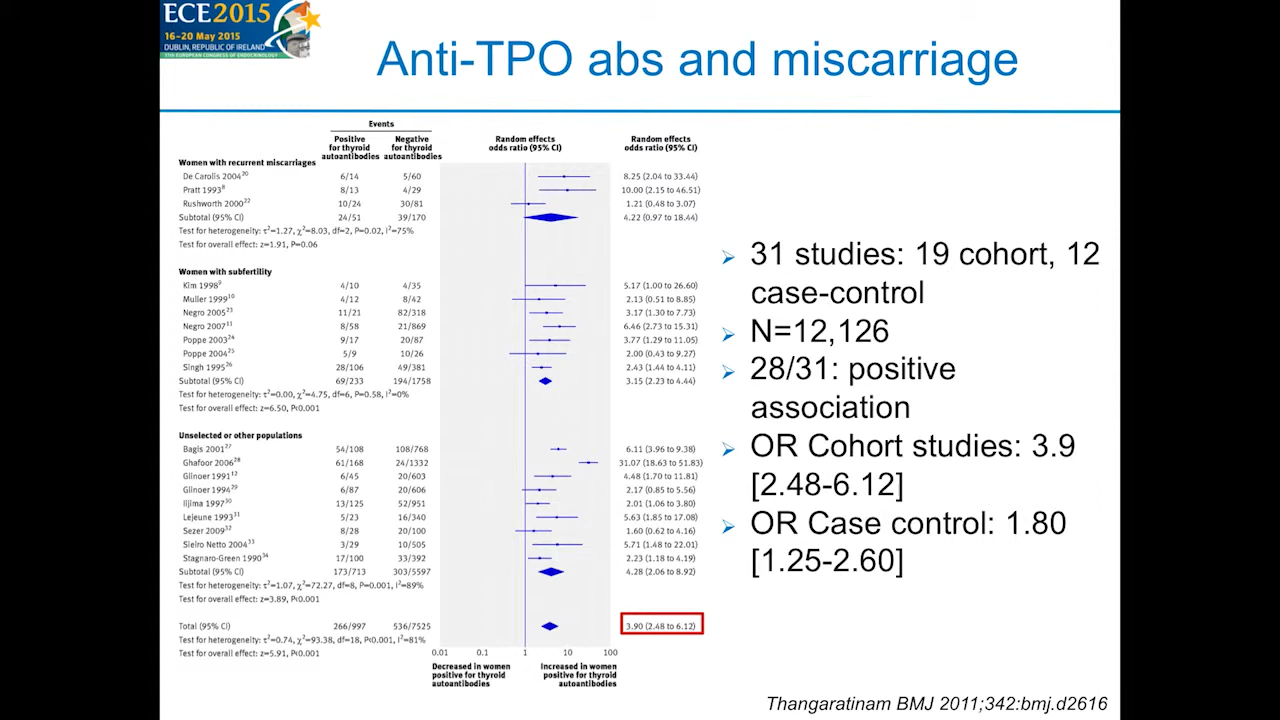 ECE2015
16-20 May 2015
DUBLIN, REPUBLIC OF IRELAND
17TH EUROPEAN CONGRESS OF ENDOCRINOLOGY
Anti-TPO abs and miscarriage
Events
Positive for thyroid autoantibodies
Negative for thyroid autoantibodies
Random effects odds ratio (95% CI)
Random effects odds ratio (95% CI)
Women with recurrent miscarriages
De Carolis 2004²⁰ 6/14 5/60 8.25 (2.04 to 33.44)
Pratt 1993⁸ 8/13 4/29 10.00 (2.15 to 46.51)
Rushworth 2000²² 10/24 30/81 1.21 (0.48 to 3.07)
Subtotal (95% CI) 24/51 39/170 4.22 (0.97 to 18.44)
Test for heterogeneity: τ²=1.27, χ²=8.03, df=2, P=0.02, I²=75%
Test for overall effect: z=1.91, P=0.06
Women with subfertility
Kim 1998⁹ 4/10 4/35 5.17 (1.00 to 26.60)
Muller 1999¹⁰ 4/12 8/42 2.13 (0.51 to 8.85)
Negro 2005²³ 11/21 82/318 3.17 (1.30 to 7.73)
Negro 2007¹¹ 8/58 21/869 6.46 (2.73 to 15.31)
Poppe 2003²⁴ 9/17 20/87 3.77 (1.29 to 11.05)
Poppe 2004²⁵ 5/9 10/26 2.00 (0.43 to 9.27)
Singh 1995²⁶ 28/106 49/381 2.43 (1.44 to 4.11)
Subtotal (95% CI) 69/233 194/1758 3.15 (2.23 to 4.44)
Test for heterogeneity: τ²=0.00, χ²=4.75, df=6, P=0.58, I²=0%
Test for overall effect: z=6.50, P<0.001
Unselected or other populations
Bagis 2001²⁷ 54/108 108/768 6.11 (3.96 to 9.38)
Ghafoor 2006²⁸ 61/168 24/1332 31.07 (18.63 to 51.83)
Glinoer 1991¹² 6/45 20/603 4.48 (1.70 to 11.81)
Glinoer 1994²⁹ 6/87 20/606 2.17 (0.85 to 5.56)
Iijima 1997³⁰ 13/125 52/951 2.01 (1.06 to 3.80)
Lejeune 1993³¹ 5/23 16/340 5.63 (1.85 to 17.08)
Sezer 2009³² 8/28 20/100 1.60 (0.62 to 4.16)
Sieiro Netto 2004³³ 3/29 10/505 5.71 (1.48 to 22.01)
Stagnaro-Green 1990³⁴ 17/100 33/392 2.23 (1.18 to 4.19)
Subtotal (95% CI) 173/713 303/5597 4.28 (2.06 to 8.92)
Test for heterogeneity: τ²=1.07, χ²=72.27, df=8, P=0.001, I²=89%
Test for overall effect: z=3.89, P<0.001
Total (95% CI) 266/997 536/7525 3.90 (2.48 to 6.12)
Test for heterogeneity: τ²=0.74, χ²=93.38, df=18, P<0.001, I²=81%
Test for overall effect: z=5.91, P<0.001
0.01 0.1 1 10 100
Decreased in women positive for thyroid autoantibodies
Increased in women positive for thyroid autoantibodies
31 studies: 19 cohort, 12
case-control
N=12,126
28/31: positive
association
OR Cohort studies: 3.9
[2.48-6.12]
OR Case control: 1.80
[1.25-2.60]
Thangaratinam BMJ 2011;342:bmj.d2616